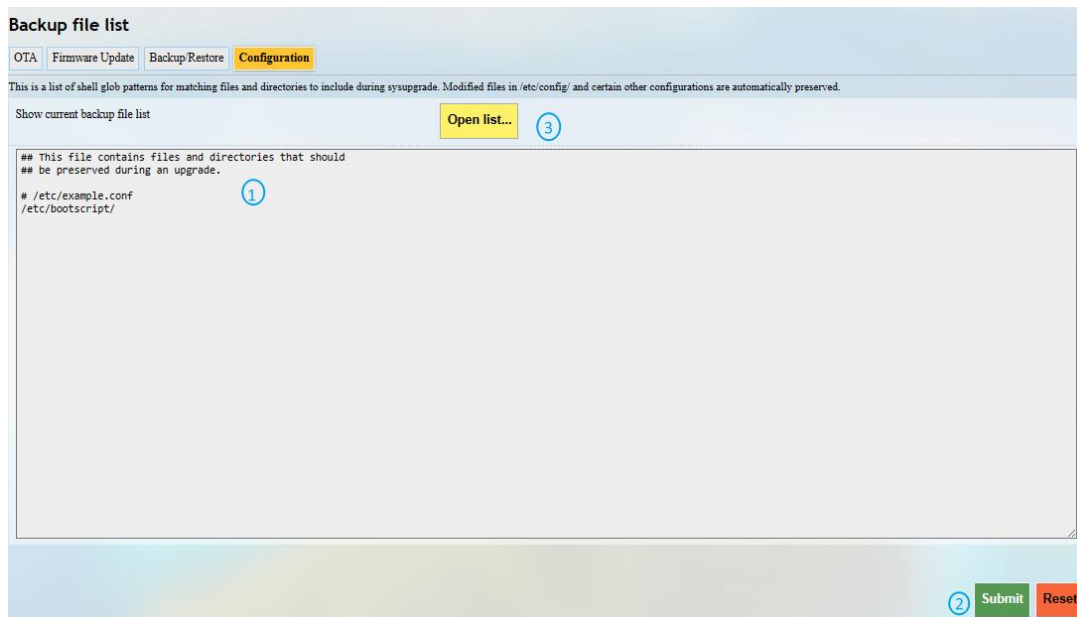 Backup file list
OTA Firmware Update Backup/Restore Configuration
This is a list of shell glob patterns for matching files and directories to include during sysupgrade. Modified files in /etc/config/ and certain other configurations are automatically preserved.
Show current backup file list Open list... 3
## This file contains files and directories that should
## be preserved during an upgrade.
# /etc/example.conf 1
/etc/bootscript/
2 Submit Reset